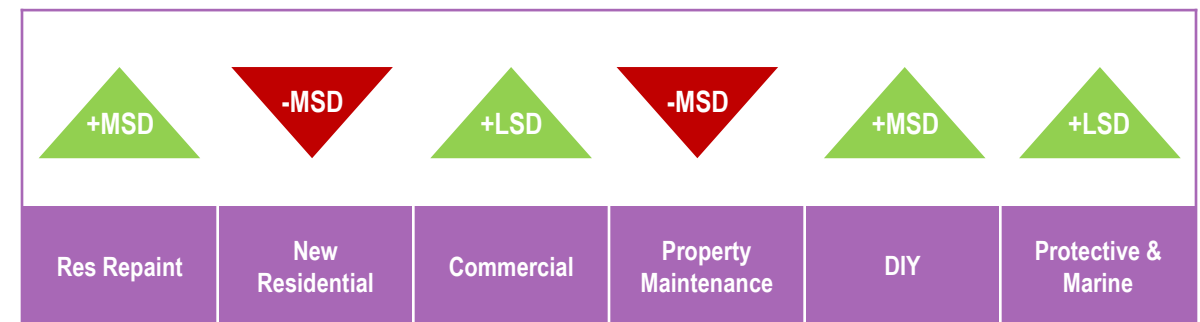 +MSD
-MSD
+LSD
-MSD
+MSD
+LSD
Res Repaint
New
Residential
Commercial
Property
Maintenance
DIY
Protective &
Marine